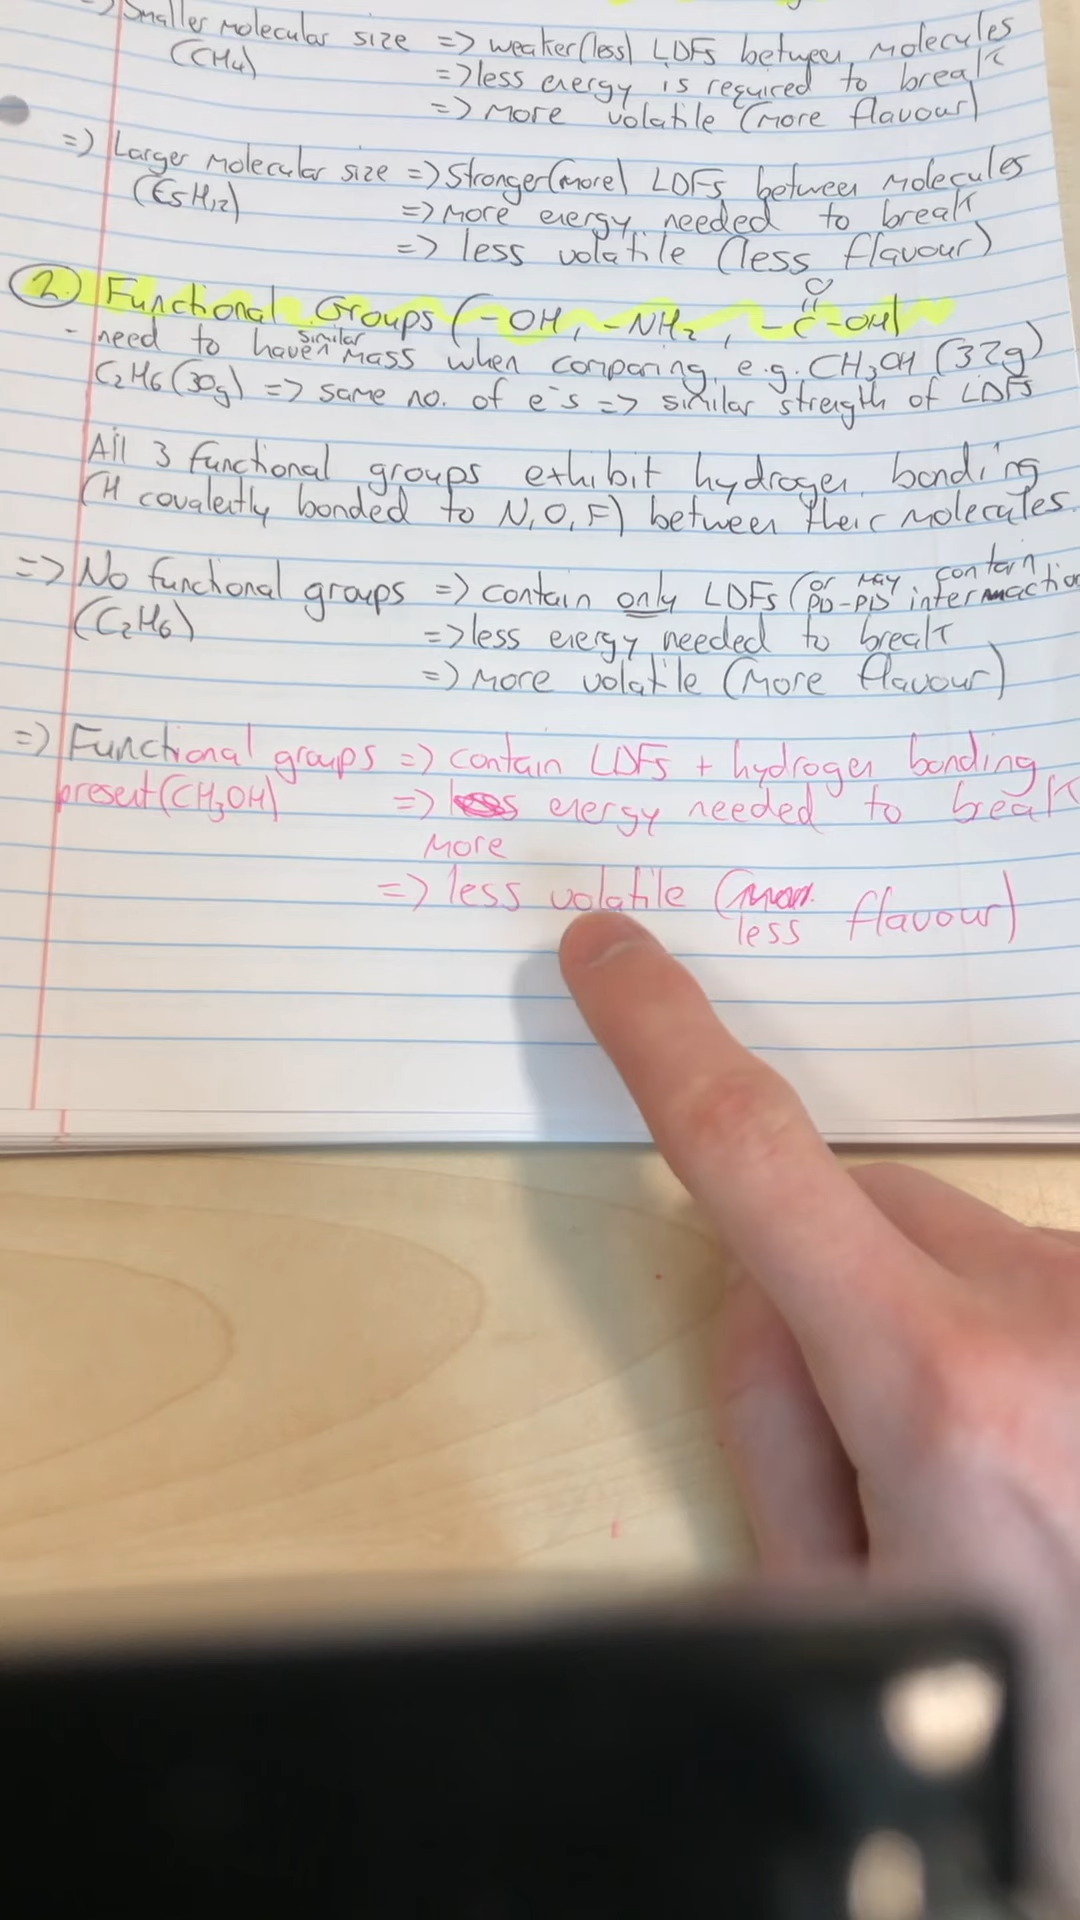 => Smaller molecular size => weaker(less) LDFs between molecules
(CH4) => less energy is required to break
=> more volatile (more flavour)
=> Larger molecular size => Stronger(more) LDFs between molecules
(C5H12) => more energy needed to break
=> less volatile (less flavour)
O
2. Functional Groups (-OH, -NH2, -C-OH)
- need to have similar mass when comparing e.g. CH3OH (32g)
C2H6 (30g) => same no. of e-s => similar strength of LDFs
All 3 functional groups exhibit hydrogen bonding
(H covalently bonded to N, O, F) between their molecules.
=> No functional groups => contain only LDFs (or may contain
(C2H6) PD-PD interaction
=> less energy needed to break
=> more volatile (more flavour)
=> Functional groups => contain LDFs + hydrogen bonding
present (CH3OH) => energy needed to break
more
=> less volatile ( flavour)
less